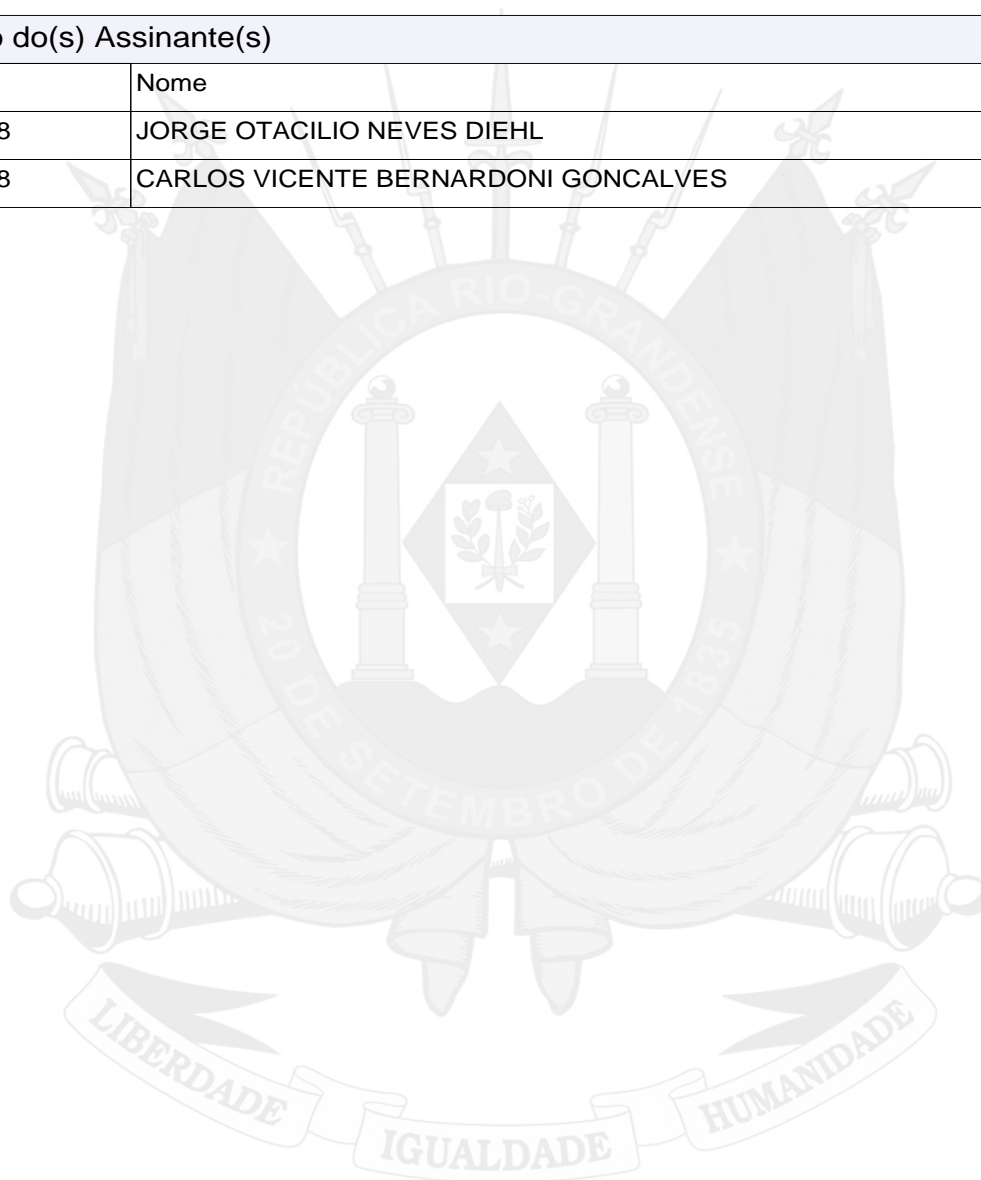 o do(s) Assinante(s)
Nome
8 JORGE OTACILIO NEVES DIEHL
8 CARLOS VICENTE BERNARDONI GONCALVES
REPÚBLICA RIO-GRANDENSE
★ 20 DE SETEMBRO DE 1835 ★
LIBERDADE IGUALDADE HUMANIDADE